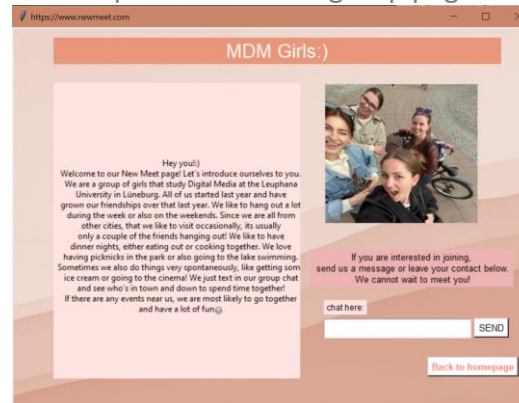 https://www.newmeet.com
MDM Girls:)
Hey you!:)
Welcome to our New Meet page! Let's introduce ourselves to you.
We are a group of girls that study Digital Media at the Leuphana
University in Lüneburg. All of us started last year and have
grown our friendships over that last year. We like to hang out a lot
during the week or also on the weekends. Since we are all from
other cities, that we like to visit occasionally, its usually
only a couple of the friends hanging out! We like to have
dinner nights, either eating out or cooking together. We love
having picknicks in the park or also going to the lake swimming.
Sometimes we also do things very spontaneously, like getting som
ice cream or going to the cinema! We just text in our group chat
and see who's in town and down to spend time together!
If there are any events near us, we are most likely to go together
and have a lot of fun☺
If you are interested in joining,
send us a message or leave your contact below.
We cannot wait to meet you!
chat here:
SEND
Back to homepage